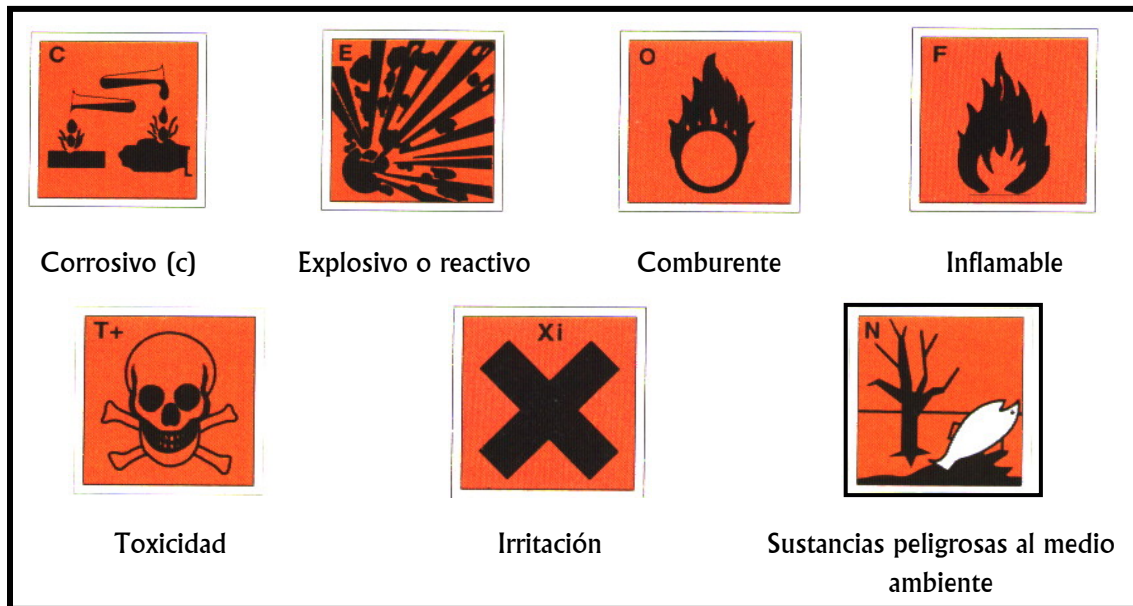 C
E
O
F
Corrosivo (c)
Explosivo o reactivo
Comburente
Inflamable
T+
Xi
N
Toxicidad
Irritación
Sustancias peligrosas al medio
ambiente